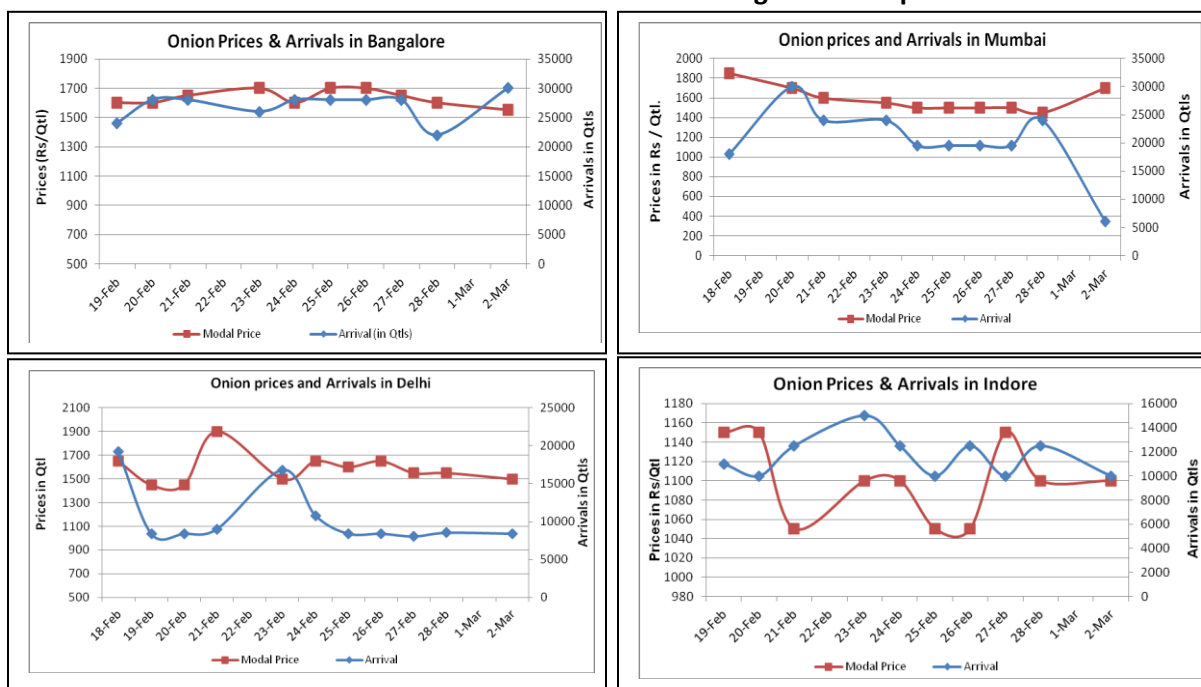 Onion Prices & Arrivals in Bangalore
1900
1700
1500
1300
1100
900
700
500
35000
30000
25000
20000
15000
10000
5000
0
Prices (Rs/Qtl)
Arrivals in Qtls
19-Feb
20-Feb
21-Feb
22-Feb
23-Feb
24-Feb
25-Feb
26-Feb
27-Feb
28-Feb
1-Mar
2-Mar
Modal Price
Arrival (in Qtls)
Onion prices and Arrivals in Mumbai
2000
1800
1600
1400
1200
1000
800
600
400
200
0
35000
30000
25000
20000
15000
10000
5000
0
Prices in Rs / Qtl.
Arrivals in Qtls
18-Feb
19-Feb
20-Feb
21-Feb
22-Feb
23-Feb
24-Feb
25-Feb
26-Feb
27-Feb
28-Feb
1-Mar
2-Mar
Modal Price
Arrival
Onion prices and Arrivals in Delhi
2100
1900
1700
1500
1300
1100
900
700
500
25000
20000
15000
10000
5000
0
Prices in Qtl
Arrivals in Qtls
18-Feb
19-Feb
20-Feb
21-Feb
22-Feb
23-Feb
24-Feb
25-Feb
26-Feb
27-Feb
28-Feb
1-Mar
2-Mar
Modal Price
Arrival
Onion Prices & Arrivals in Indore
1180
1160
1140
1120
1100
1080
1060
1040
1020
1000
980
16000
14000
12000
10000
8000
6000
4000
2000
0
Prices in Rs/Qtl
Arrivals in Qtls
19-Feb
20-Feb
21-Feb
22-Feb
23-Feb
24-Feb
25-Feb
26-Feb
27-Feb
28-Feb
1-Mar
2-Mar
Modal Price
Arrival